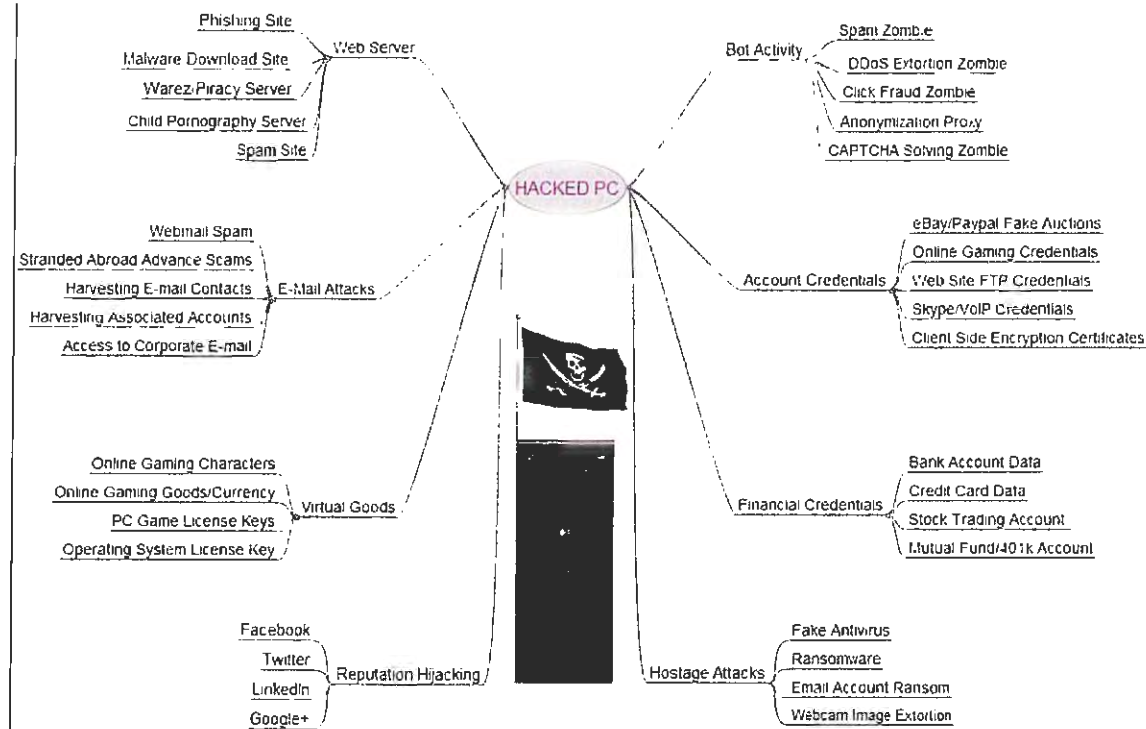 HACKED PC
Web Server
Phishing Site
Malware Download Site
Warez/Piracy Server
Child Pornography Server
Spam Site
E-Mail Attacks
Webmail Spam
Stranded Abroad Advance Scams
Harvesting E-mail Contacts
Harvesting Associated Accounts
Access to Corporate E-mail
Virtual Goods
Online Gaming Characters
Online Gaming Goods/Currency
PC Game License Keys
Operating System License Key
Reputation Hijacking
Facebook
Twitter
LinkedIn
Google+
Bot Activity
Spam Zombie
DDoS Extortion Zombie
Click Fraud Zombie
Anonymization Proxy
CAPTCHA Solving Zombie
Account Credentials
eBay/Paypal Fake Auctions
Online Gaming Credentials
Web Site FTP Credentials
Skype/VoIP Credentials
Client Side Encryption Certificates
Financial Credentials
Bank Account Data
Credit Card Data
Stock Trading Account
Mutual Fund/401k Account
Hostage Attacks
Fake Antivirus
Ransomware
Email Account Ransom
Webcam Image Extortion